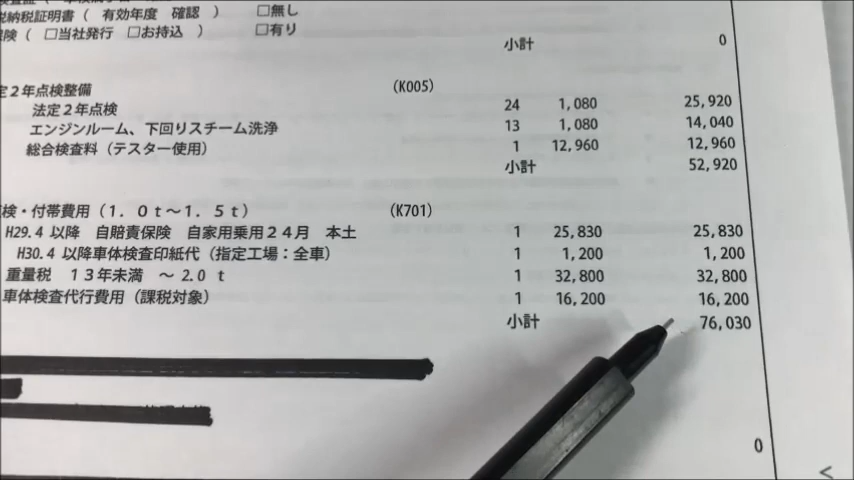 税納税証明書（ 有効年度 確認 ） □無し
保険（ □当社発行 □お持込 ） □有り
小計 0
定２年点検整備 （K005）
法定２年点検 24 1,080 25,920
エンジンルーム、下回りスチーム洗浄 13 1,080 14,040
総合検査料（テスター使用） 1 12,960 12,960
小計 52,920
検・付帯費用（１．０ｔ～１．５ｔ） （K701）
H29.4 以降 自賠責保険 自家用乗用２４月 本土 1 25,830 25,830
H30.4 以降車体検査印紙代（指定工場：全車） 1 1,200 1,200
重量税 １３年未満 ～2.0 ｔ 1 32,800 32,800
車体検査代行費用（課税対象） 1 16,200 16,200
小計 76,030
0
<